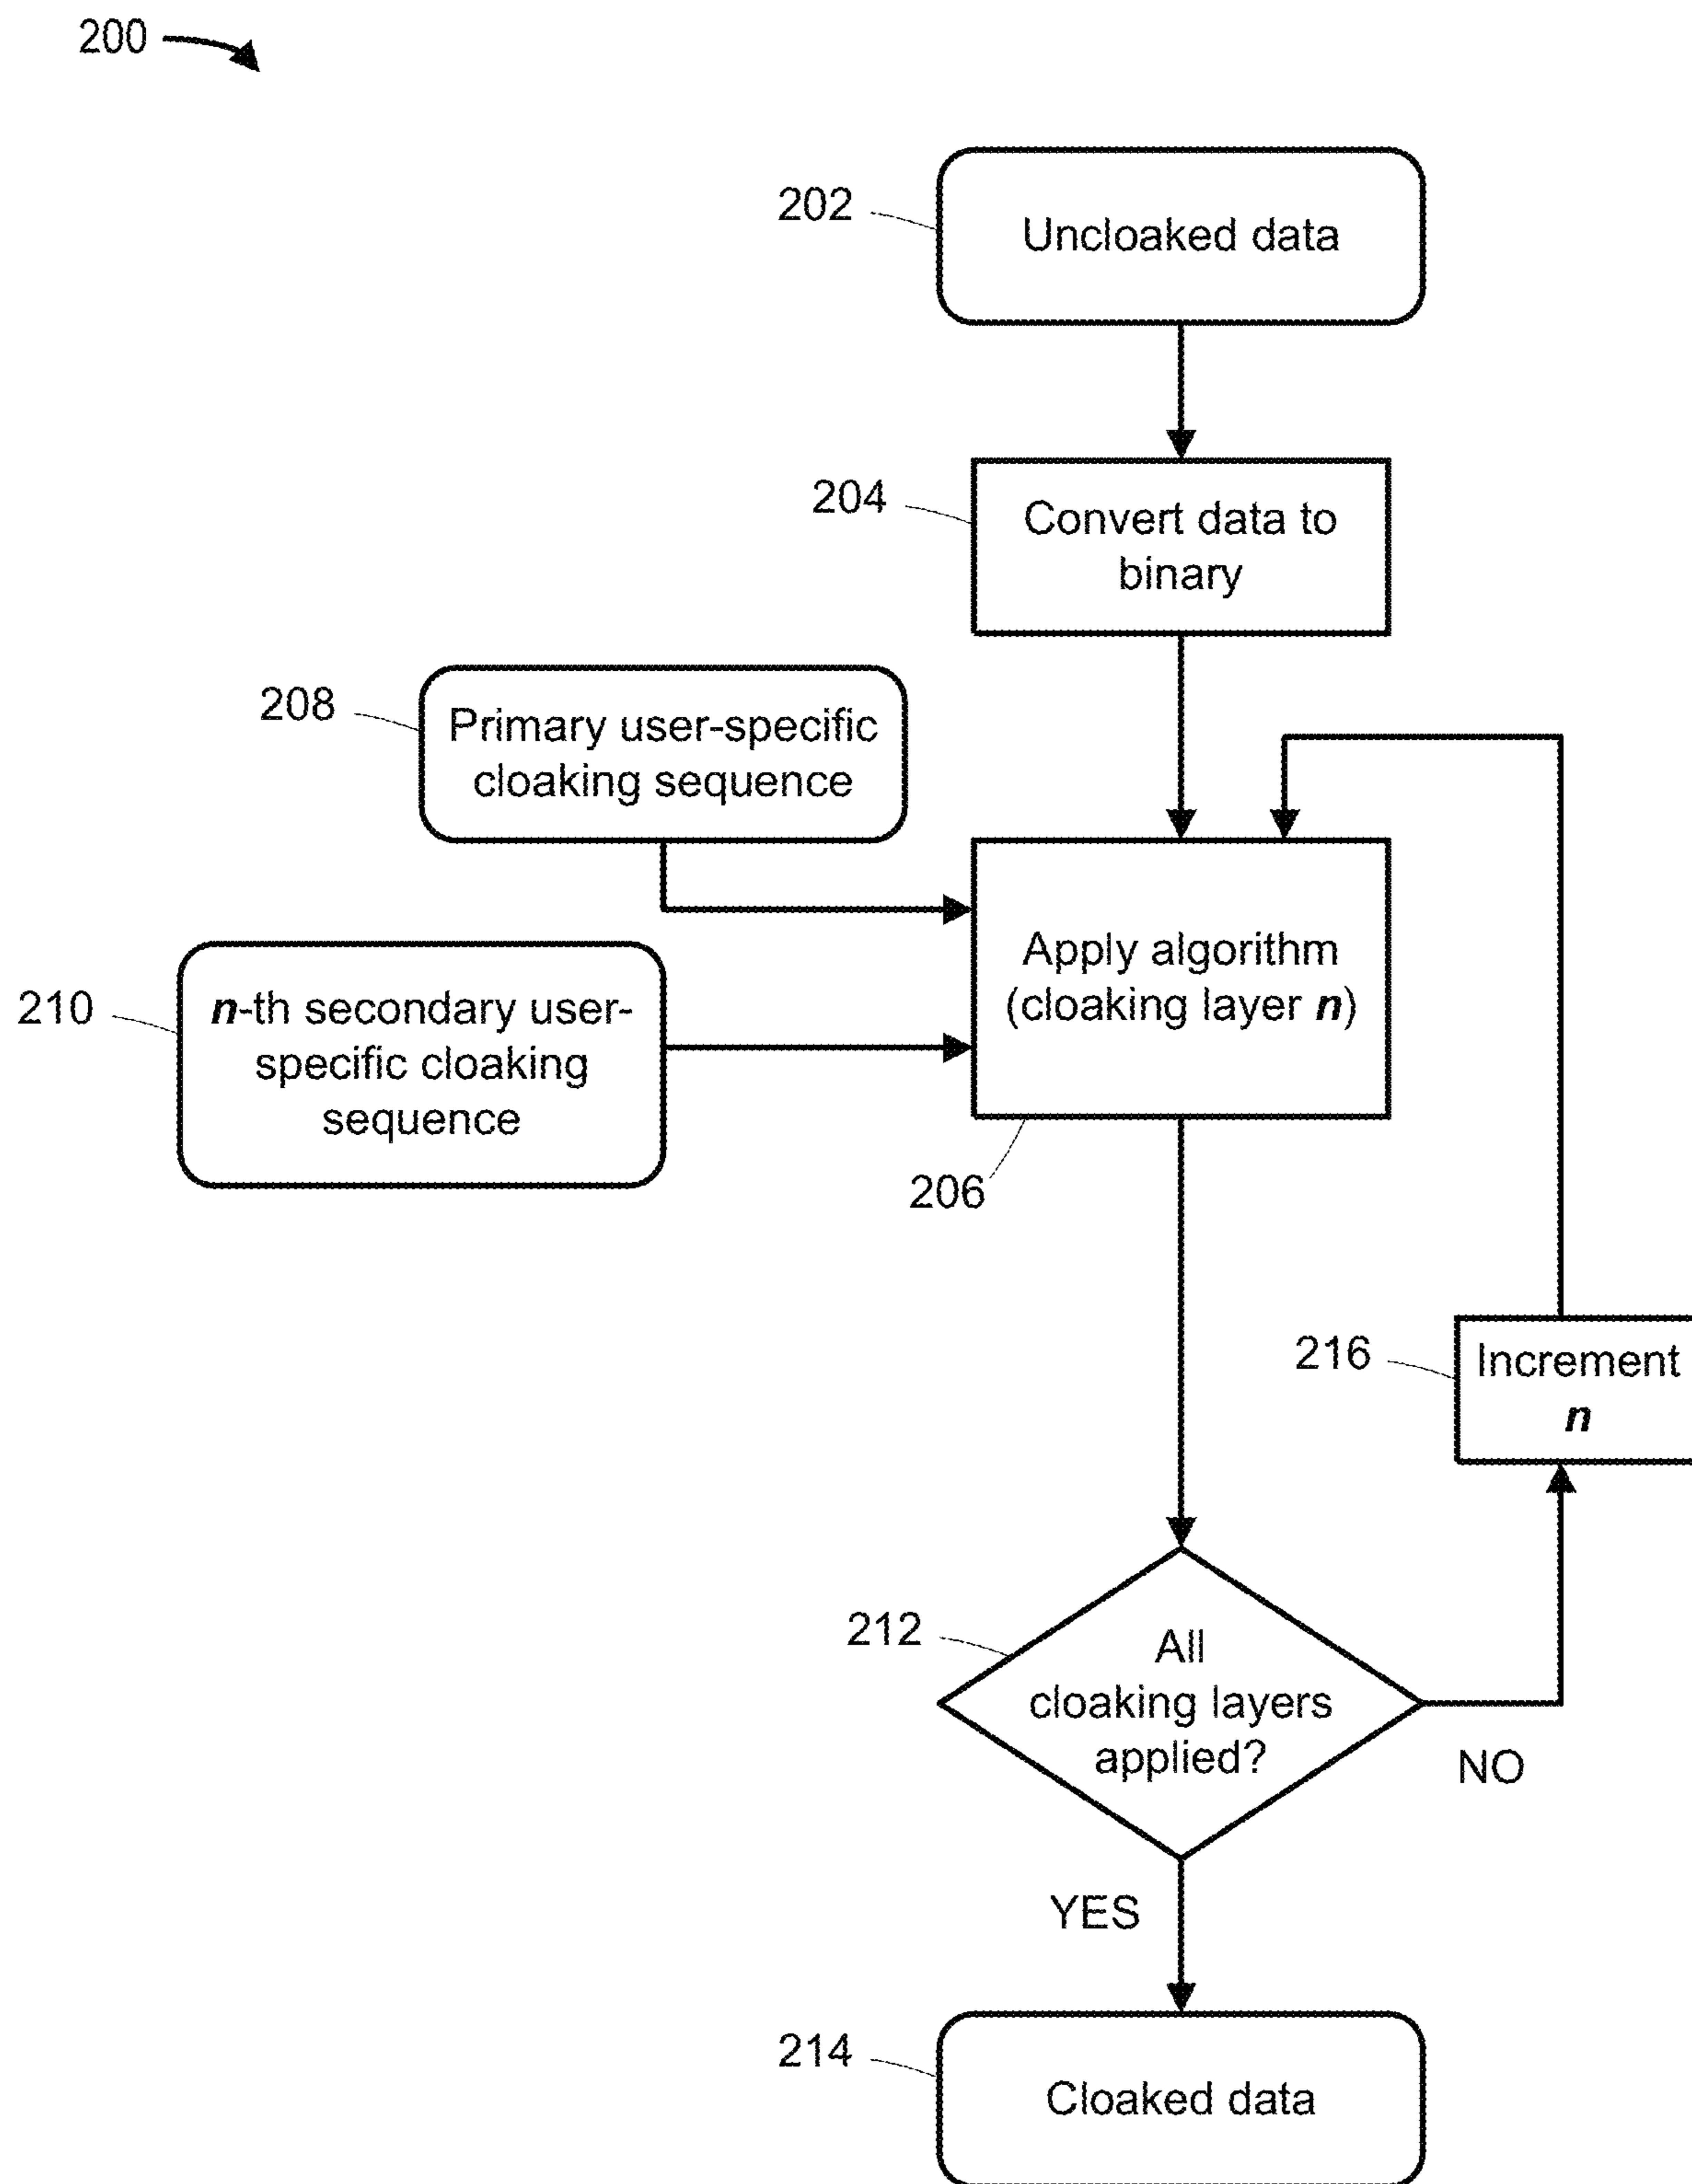 200
202
Uncloaked data
204
Convert data to
binary
208
Primary user-specific
cloaking sequence
210
n-th secondary user-
specific cloaking
sequence
Apply algorithm
(cloaking layer n)
206
216
Increment
n
212
All
cloaking layers
applied?
NO
YES
214
Cloaked data